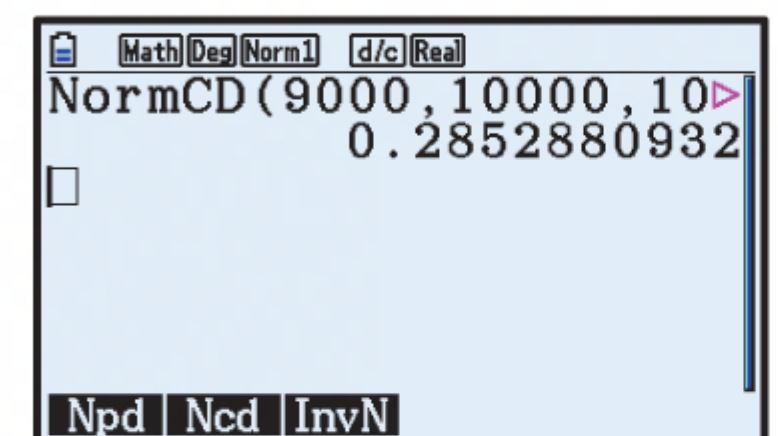 Math Deg Norm1 d/c Real
NormCD(9000,10000,10▷
0.2852880932
Npd Ncd InvN